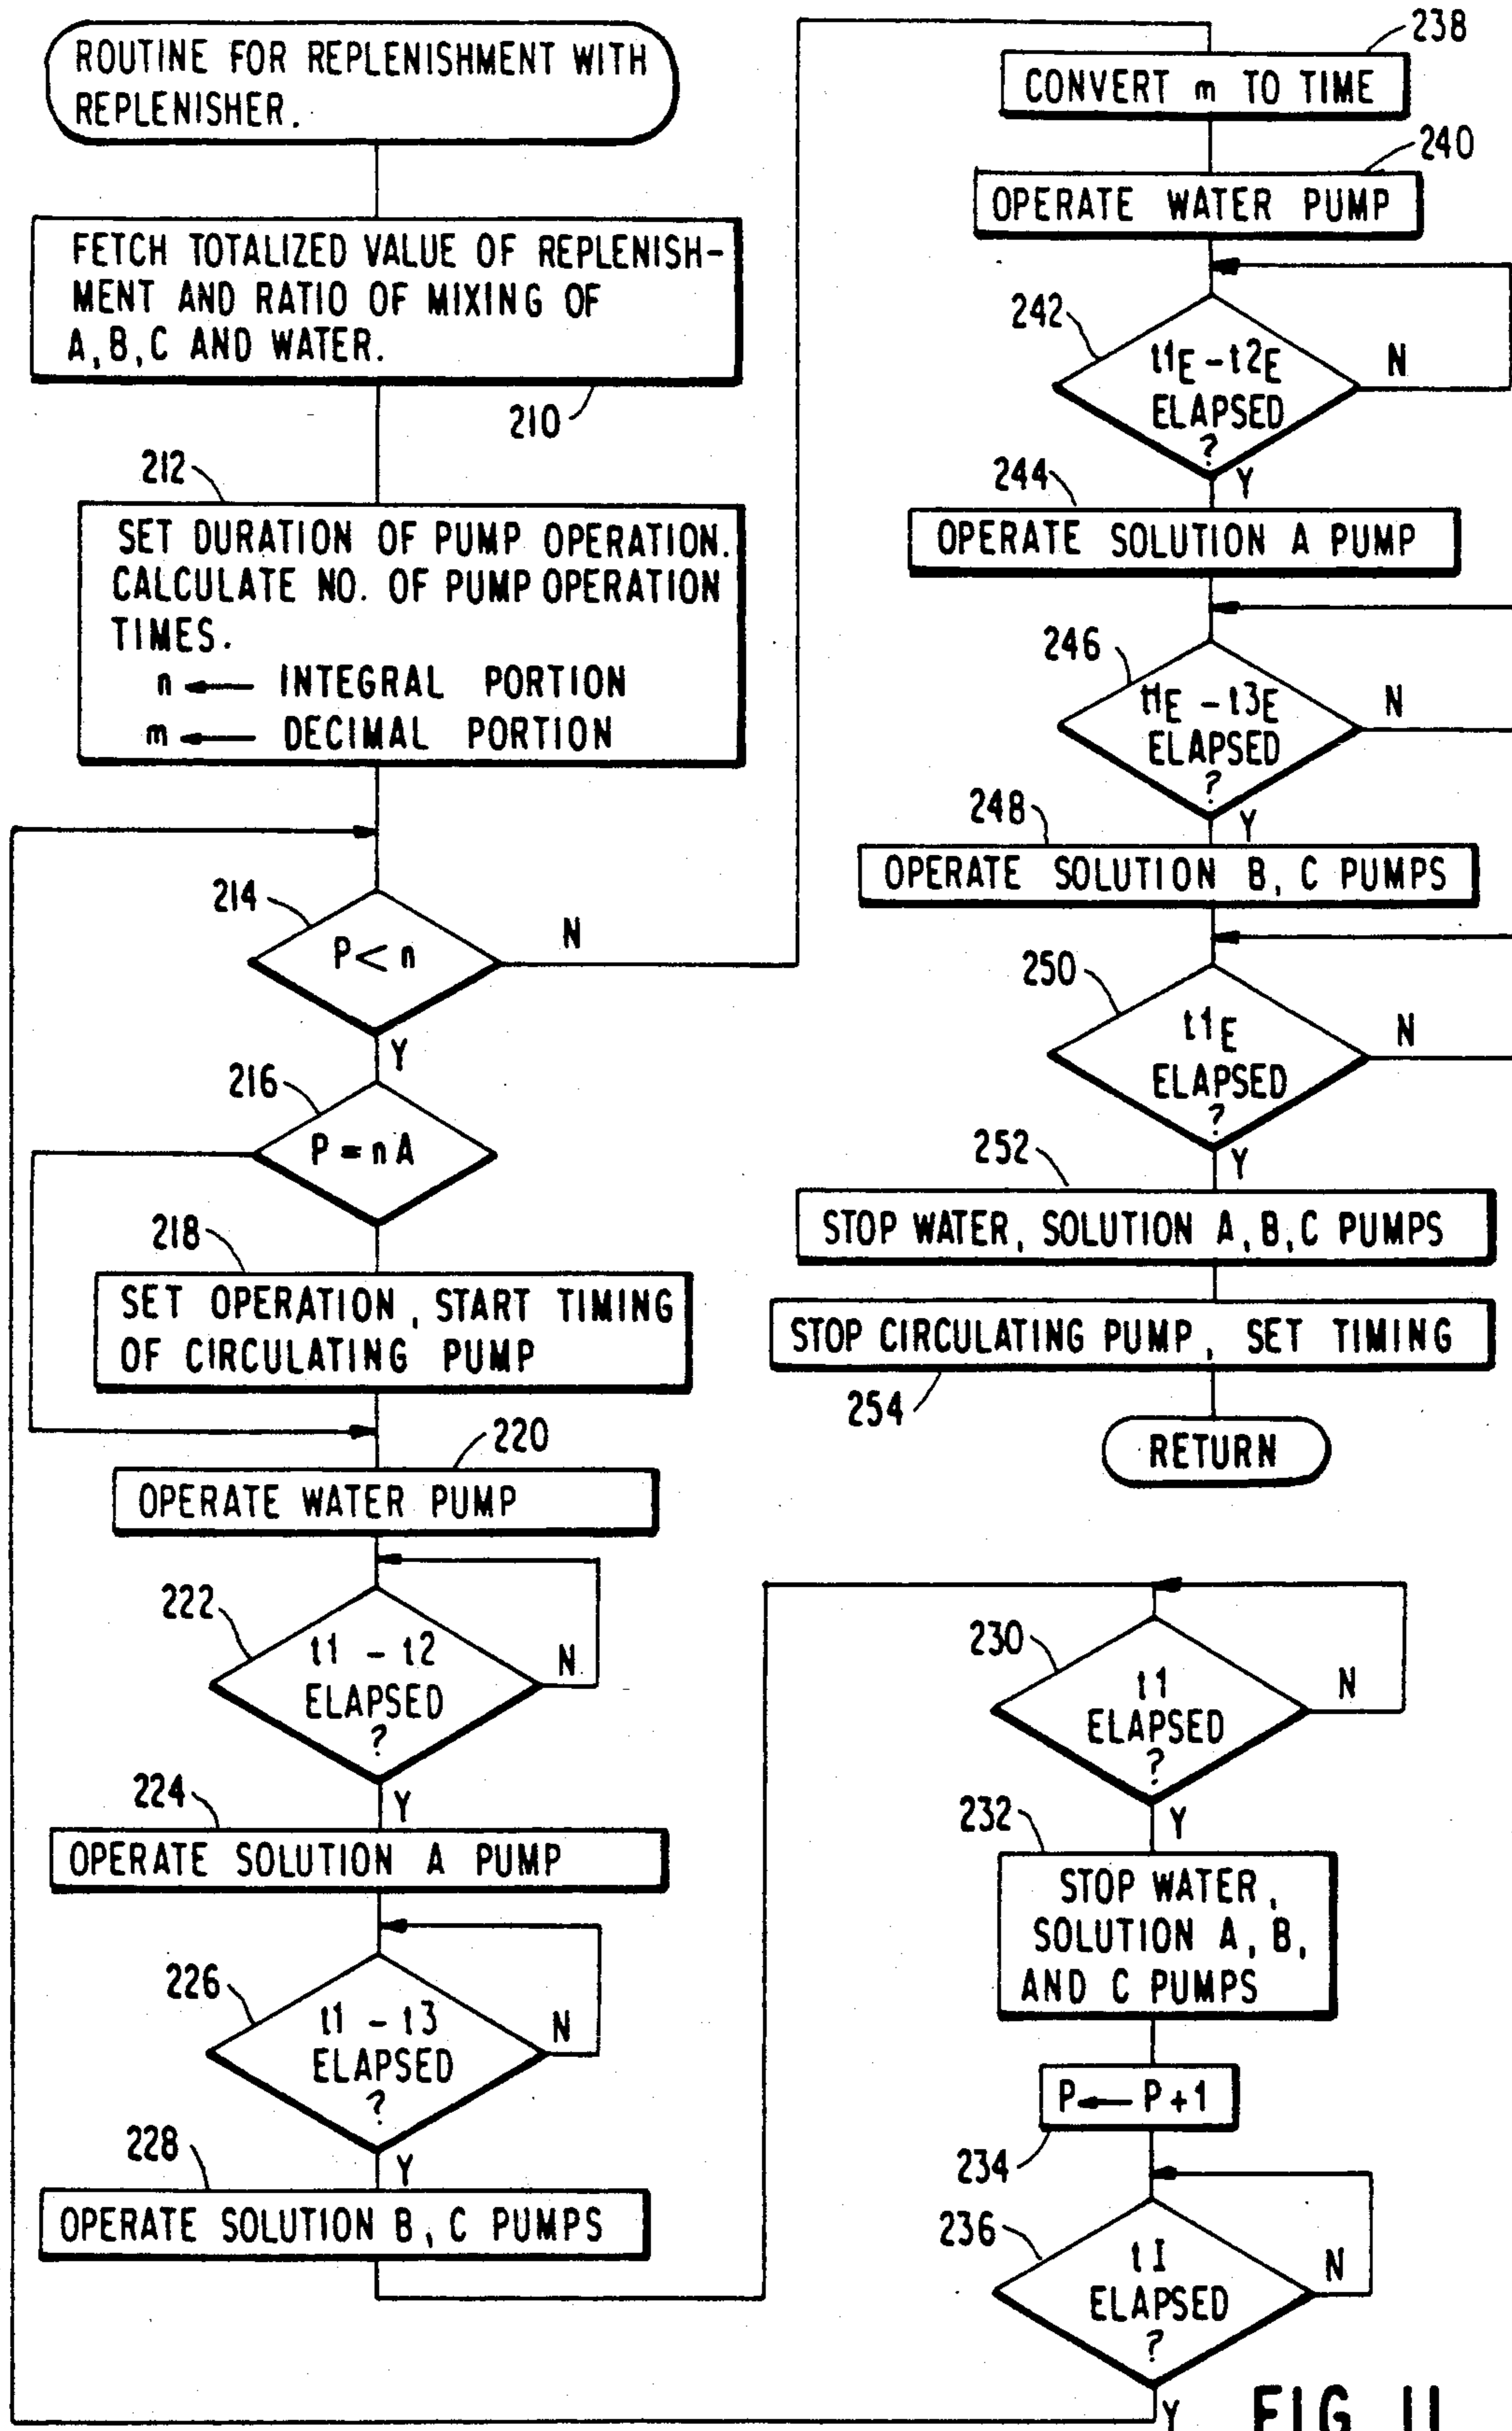 ROUTINE FOR REPLENISHMENT WITH
REPLENISHER.
FETCH TOTALIZED VALUE OF REPLENISH-
MENT AND RATIO OF MIXING OF
A, B, C AND WATER.
210
212
SET DURATION OF PUMP OPERATION.
CALCULATE NO. OF PUMP OPERATION
TIMES.
n ← INTEGRAL PORTION
m ← DECIMAL PORTION
214
P < n
N
Y
216
P = nA
218
SET OPERATION, START TIMING
OF CIRCULATING PUMP
220
OPERATE WATER PUMP
222
t1 - t2
ELAPSED
?
N
Y
224
OPERATE SOLUTION A PUMP
226
t1 - t3
ELAPSED
?
N
Y
228
OPERATE SOLUTION B, C PUMPS
230
t1
ELAPSED
?
N
Y
232
STOP WATER,
SOLUTION A, B,
AND C PUMPS
P ← P+1
234
236
tI
ELAPSED
?
N
Y
238
CONVERT m TO TIME
240
OPERATE WATER PUMP
242
t1E - t2E
ELAPSED
?
N
Y
244
OPERATE SOLUTION A PUMP
246
t1E - t3E
ELAPSED
?
N
Y
248
OPERATE SOLUTION B, C PUMPS
250
t1E
ELAPSED
?
N
Y
252
STOP WATER, SOLUTION A, B, C PUMPS
STOP CIRCULATING PUMP, SET TIMING
254
RETURN
FIG. 11